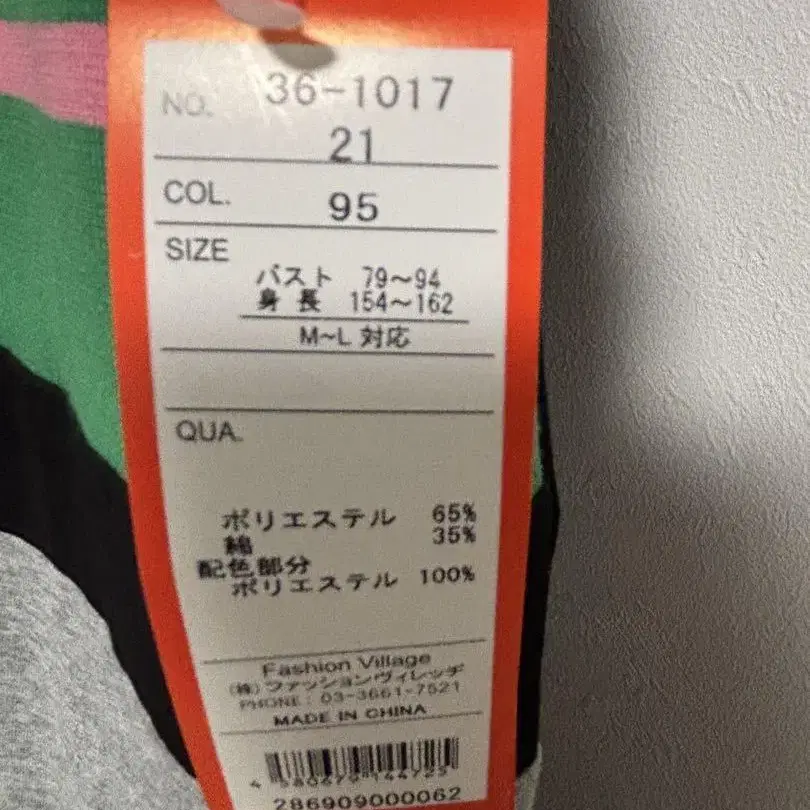 NO. 36-1017
21
COL. 95
SIZE
バスト 79～94
身長 154～162
M~L 対応
QUA.
ポリエステル 65%
綿 35%
配色部分
ポリエステル 100%
Fashion Village
(株)ファッションヴィレッヂ
PHONE : 03-3661-7521
MADE IN CHINA
286909000062